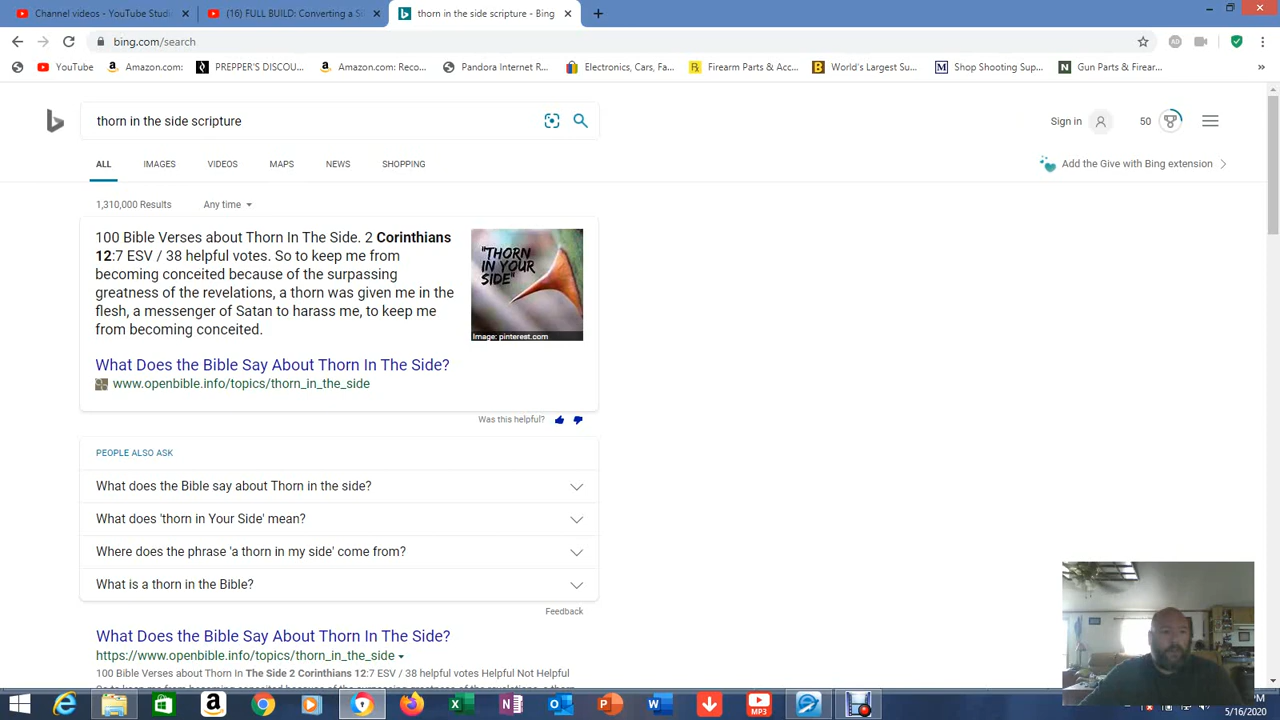 Channel videos - YouTube Studio
(16) FULL BUILD: Converting a S
thorn in the side scripture - Bing
bing.com/search
YouTube
Amazon.com:
PREPPER'S DISCOU...
Amazon.com: Reco...
Pandora Internet R...
Electronics, Cars, Fa...
Firearm Parts & Acc...
World's Largest Su...
Shop Shooting Sup...
Gun Parts & Firear...
»
thorn in the side scripture
Sign in
50
ALL
IMAGES
VIDEOS
MAPS
NEWS
SHOPPING
Add the Give with Bing extension
1,310,000 Results
Any time
100 Bible Verses about Thorn In The Side. 2 Corinthians
12:7 ESV / 38 helpful votes. So to keep me from
becoming conceited because of the surpassing
greatness of the revelations, a thorn was given me in the
flesh, a messenger of Satan to harass me, to keep me
from becoming conceited.
"THORN
IN YOUR
SIDE"
Image: pinterest.com
What Does the Bible Say About Thorn In The Side?
www.openbible.info/topics/thorn_in_the_side
Was this helpful?
PEOPLE ALSO ASK
What does the Bible say about Thorn in the side?
What does 'thorn in Your Side' mean?
Where does the phrase 'a thorn in my side' come from?
What is a thorn in the Bible?
Feedback
What Does the Bible Say About Thorn In The Side?
https://www.openbible.info/topics/thorn_in_the_side
100 Bible Verses about Thorn In The Side 2 Corinthians 12:7 ESV / 38 helpful votes Helpful Not Helpful
MP3
5/16/2020